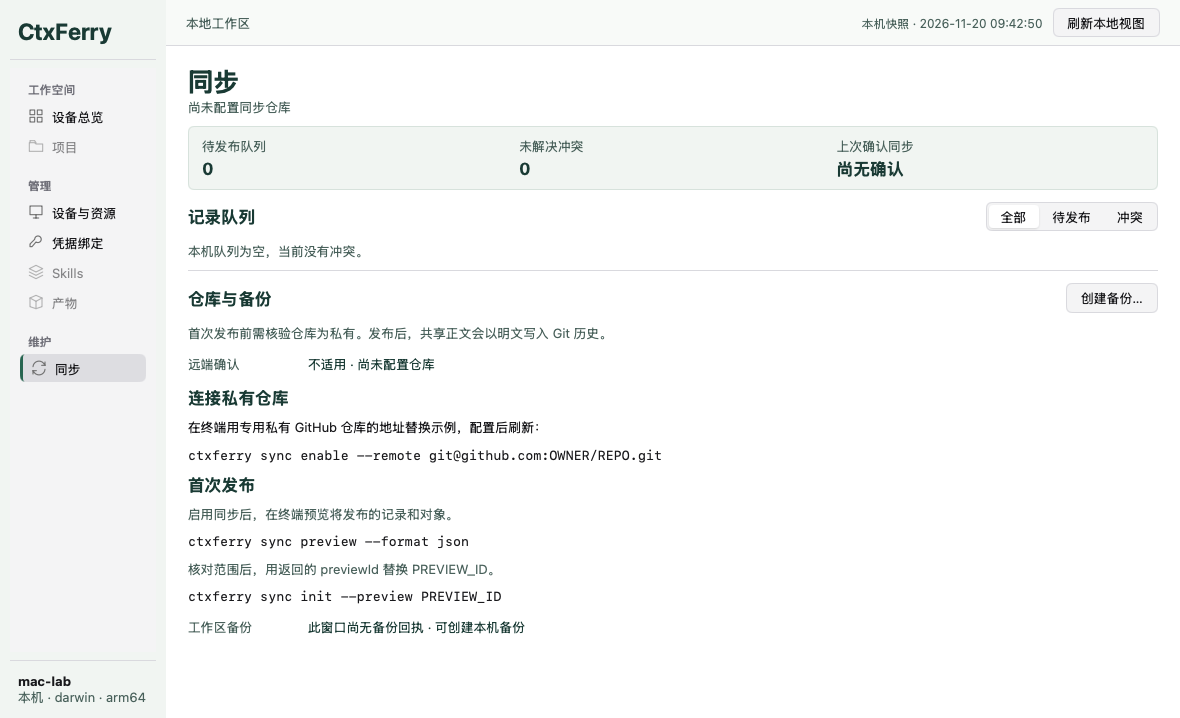 CtxFerry
本地工作区
本机快照 · 2026-11-20 09:42:50
刷新本地视图
工作空间
设备总览
项目
管理
设备与资源
凭据绑定
Skills
产物
维护
同步
mac-lab
本机 · darwin · arm64
同步
尚未配置同步仓库
待发布队列
0
未解决冲突
0
上次确认同步
尚无确认
记录队列
全部
待发布
冲突
本机队列为空，当前没有冲突。
仓库与备份
创建备份...
首次发布前需核验仓库为私有。发布后，共享正文会以明文写入 Git 历史。
远端确认
不适用 · 尚未配置仓库
连接私有仓库
在终端用专用私有 GitHub 仓库的地址替换示例，配置后刷新：
ctxferry sync enable --remote git@github.com:OWNER/REPO.git
首次发布
启用同步后，在终端预览将发布的记录和对象。
ctxferry sync preview --format json
核对范围后，用返回的 previewId 替换 PREVIEW_ID。
ctxferry sync init --preview PREVIEW_ID
工作区备份
此窗口尚无备份回执 · 可创建本机备份